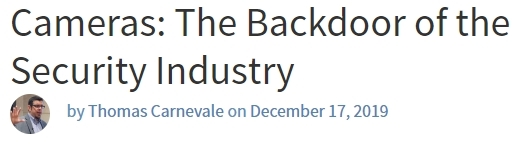 Cameras: The Backdoor of the
Security Industry
by Thomas Carnevale on December 17, 2019